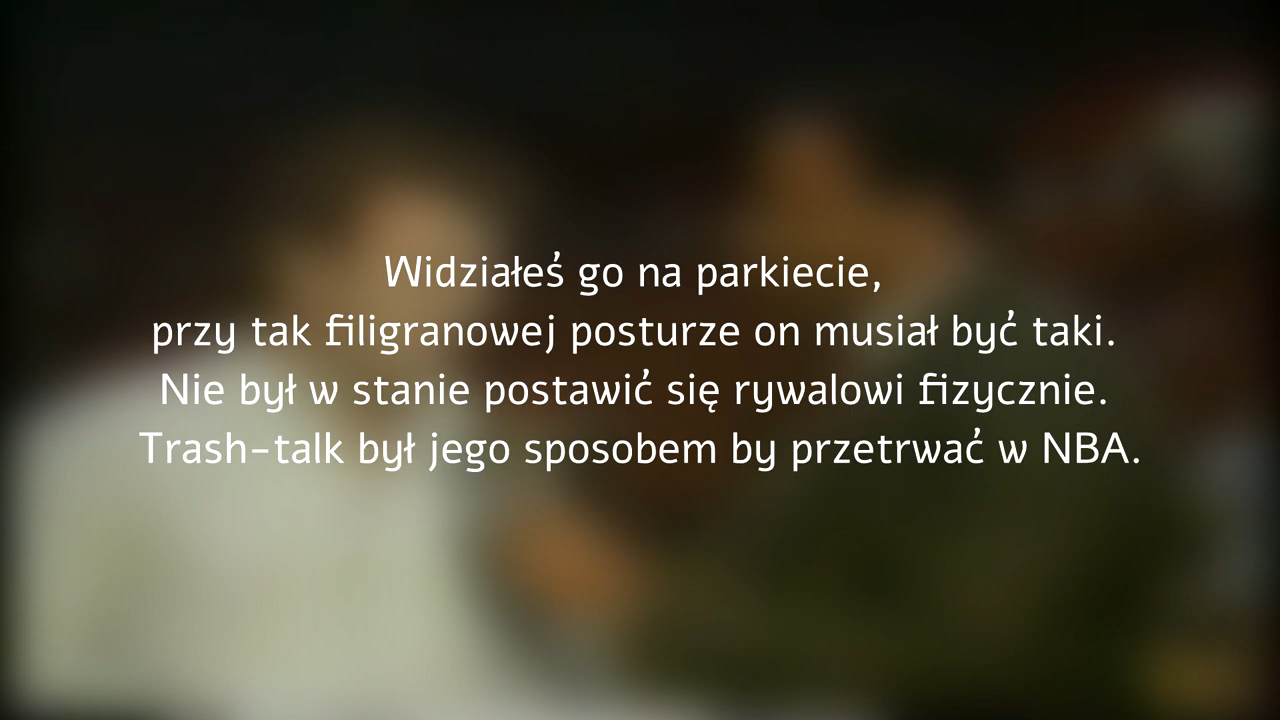 Widziałeś go na parkiecie,
przy tak filigranowej posturze on musiał być taki.
Nie był w stanie postawić się rywalowi fizycznie.
Trash-talk był jego sposobem by przetrwać w NBA.